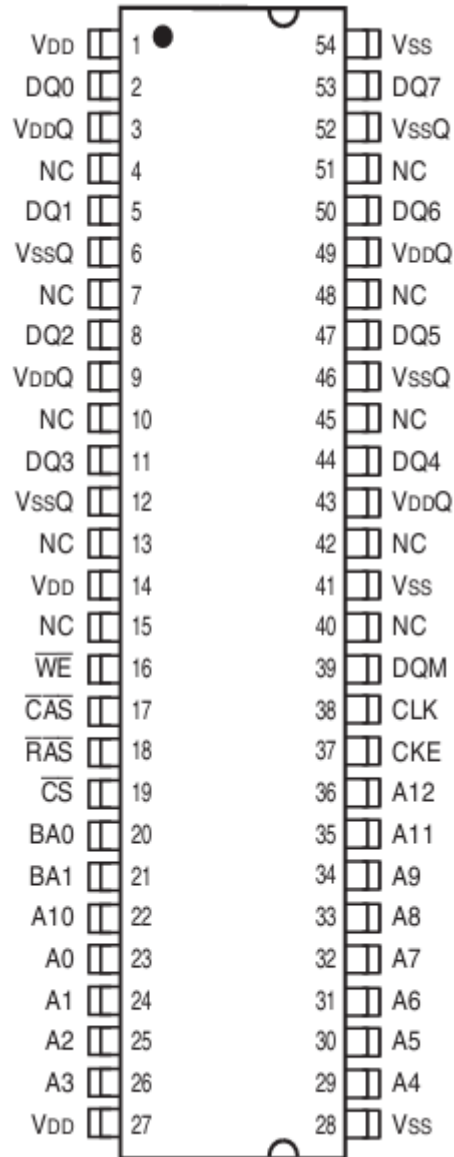 VDD 1 54 VSS
DQ0 2 53 DQ7
VDDQ 3 52 VSSQ
NC 4 51 NC
DQ1 5 50 DQ6
VSSQ 6 49 VDDQ
NC 7 48 NC
DQ2 8 47 DQ5
VDDQ 9 46 VSSQ
NC 10 45 NC
DQ3 11 44 DQ4
VSSQ 12 43 VDDQ
NC 13 42 NC
VDD 14 41 VSS
NC 15 40 NC
W̅E̅ 16 39 DQM
C̅A̅S̅ 17 38 CLK
R̅A̅S̅ 18 37 CKE
C̅S̅ 19 36 A12
BA0 20 35 A11
BA1 21 34 A9
A10 22 33 A8
A0 23 32 A7
A1 24 31 A6
A2 25 30 A5
A3 26 29 A4
VDD 27 28 VSS